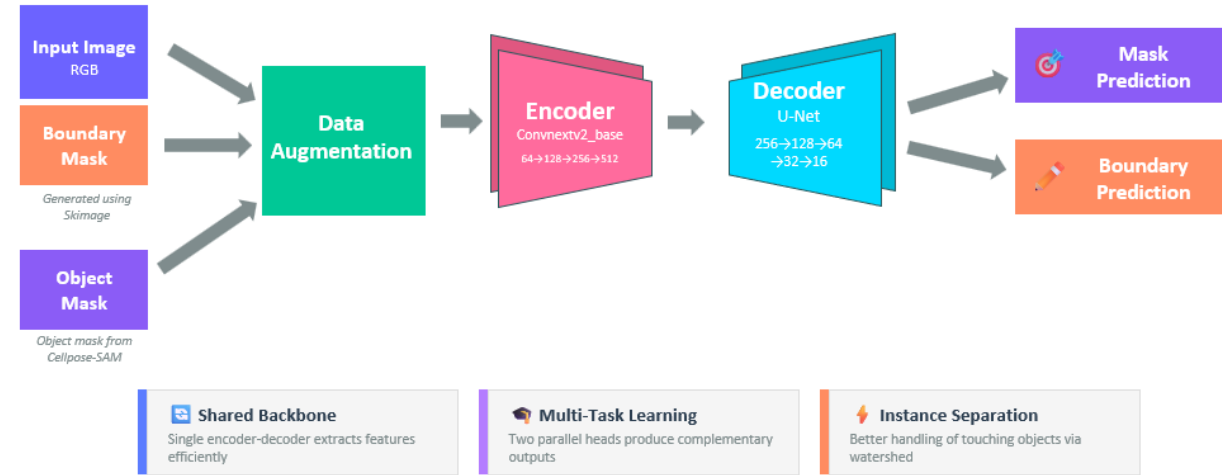 Input Image
RGB
Boundary
Mask
Generated using
Skimage
Object
Mask
Object mask from
Cellpose-SAM
Data
Augmentation
Encoder
Convnextv2_base
64→128→256→512
Decoder
U-Net
256→128→64
→32→16
Mask
Prediction
Boundary
Prediction
Shared Backbone
Single encoder-decoder extracts features
efficiently
Multi-Task Learning
Two parallel heads produce complementary
outputs
Instance Separation
Better handling of touching objects via
watershed